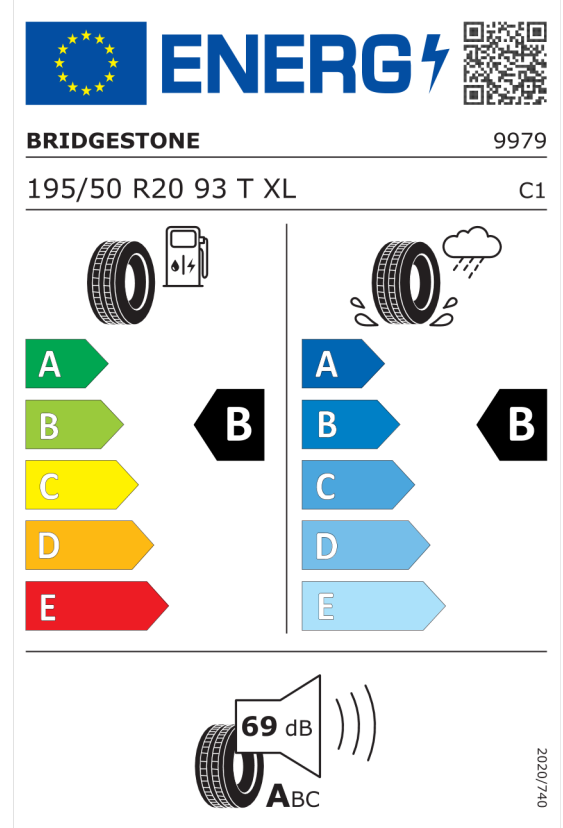 ENERG
BRIDGESTONE 9979
195/50 R20 93 T XL C1
A
B
C
D
E
B
A
B
C
D
E
B
69 dB
ABC
2020/740